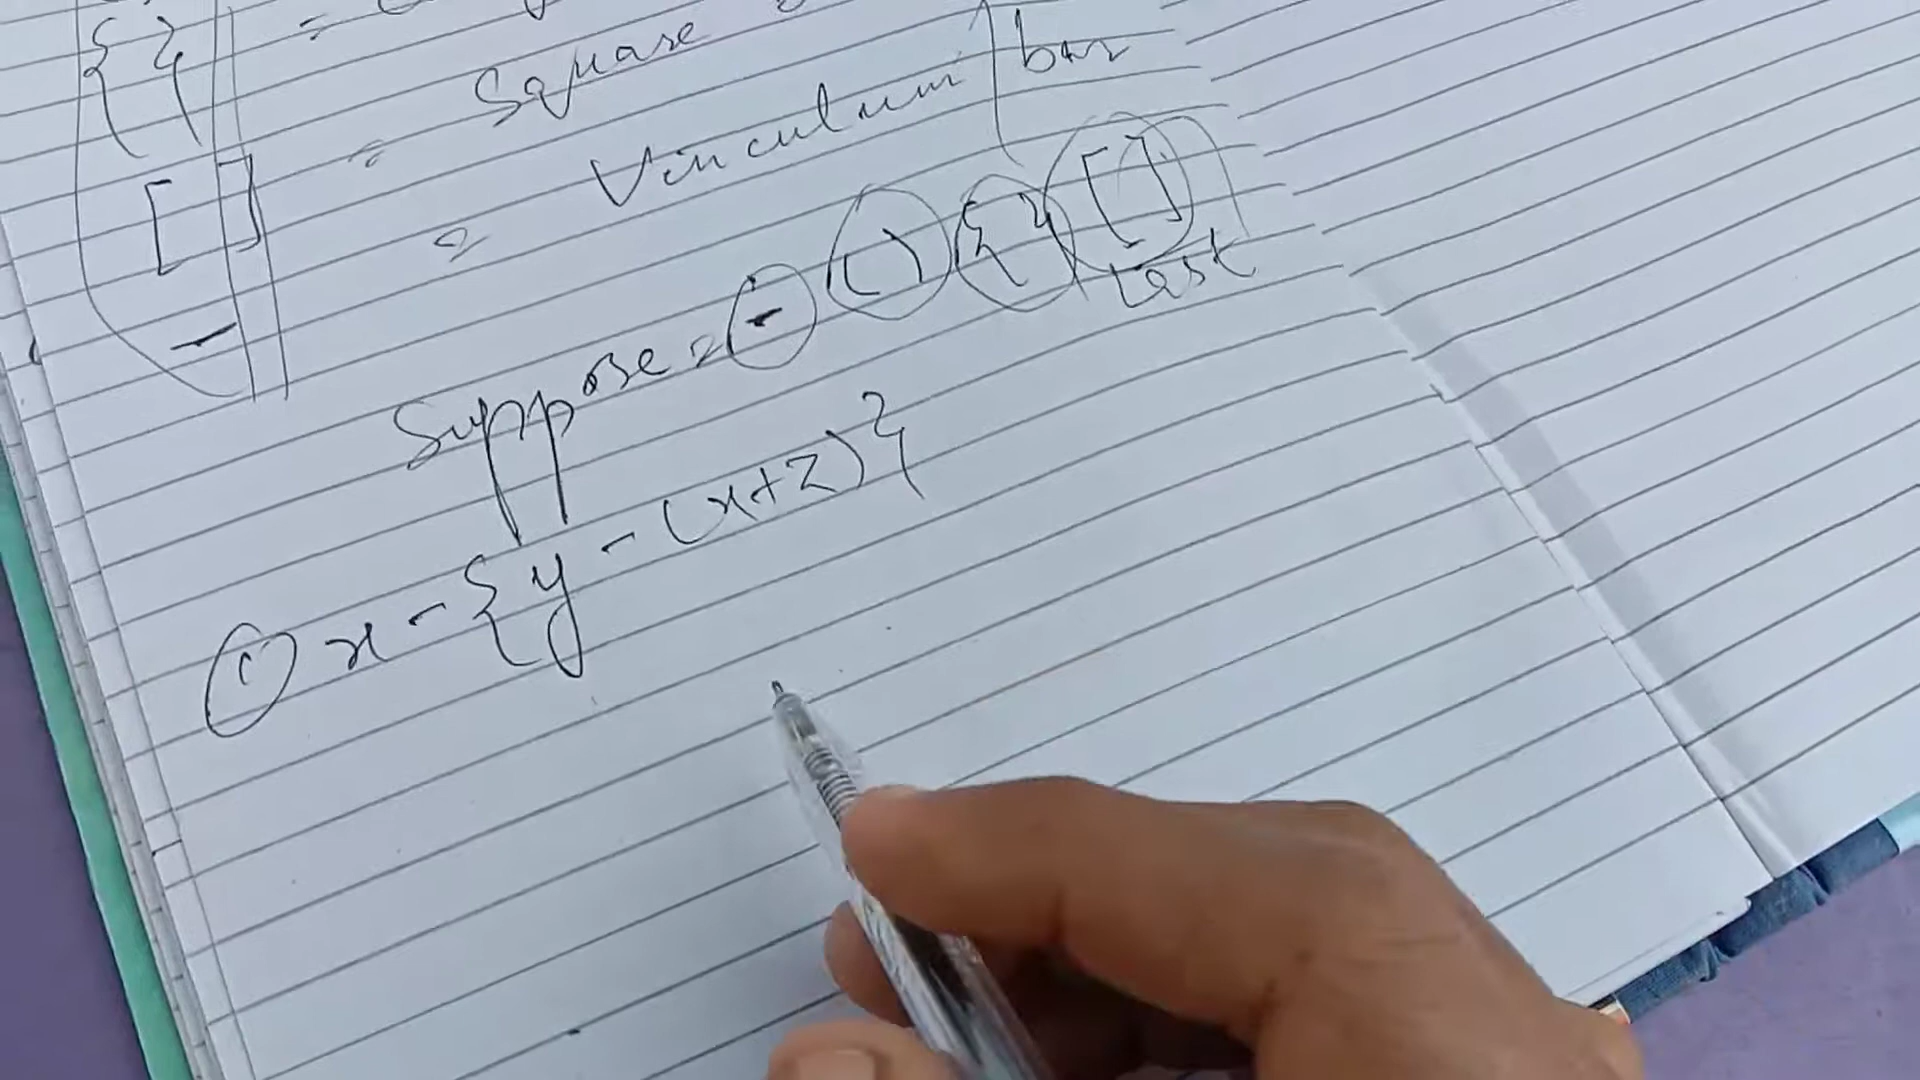 { } =
[ ] = Square
— = Vinculum / bar
Suppose = - ( ) { } [ ]
Last
① x - { y - (x+z) }